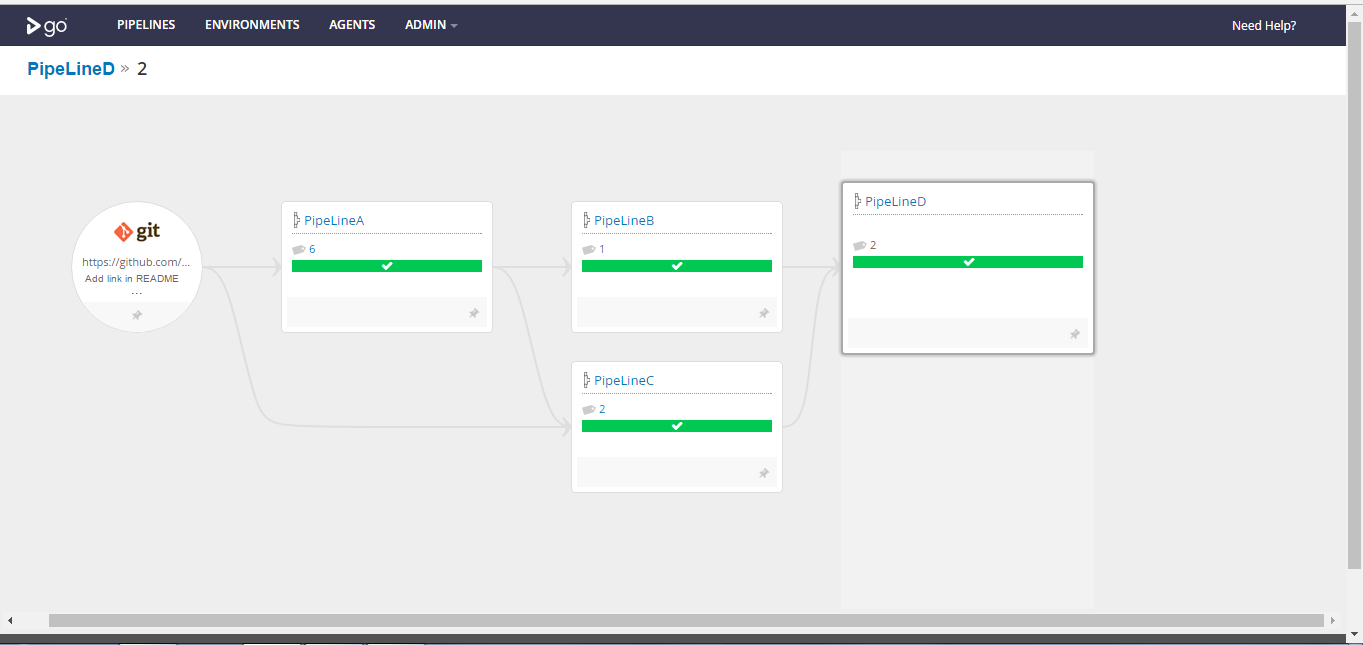 go PIPELINES ENVIRONMENTS AGENTS ADMIN Need Help?
PipeLineD » 2
git
https://github.com/...
Add link in README
...
PipeLineA
6
PipeLineB
1
PipeLineC
2
PipeLineD
2